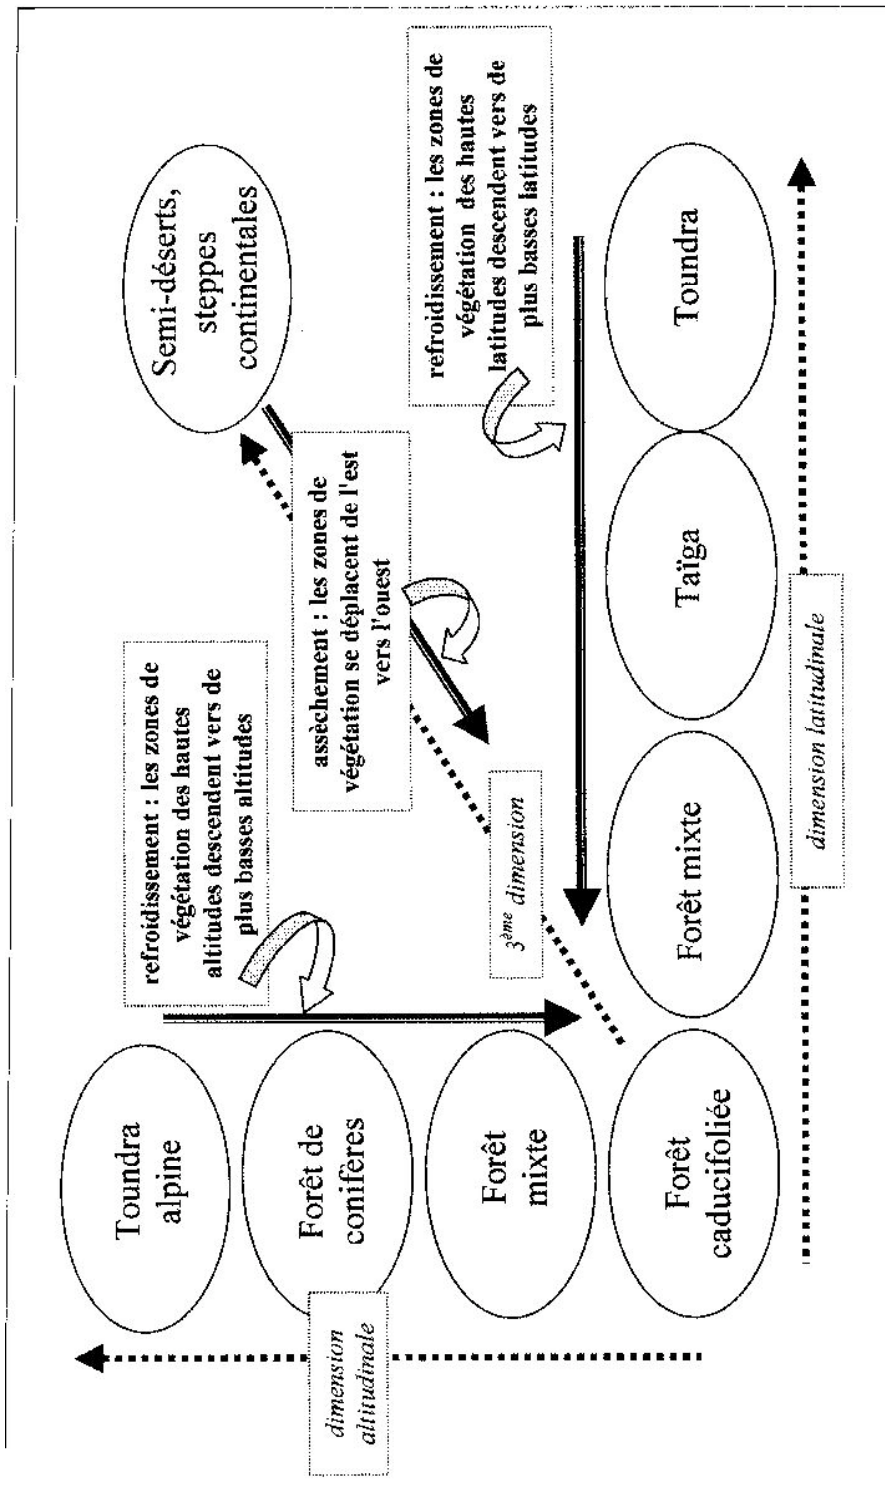 Toundra
alpine
Forêt de
conifères
Forêt
mixte
Forêt
caducifoliée
dimension
altitudinale
refroidissement : les zones de
végétation des hautes
altitudes descendent vers de
plus basses altitudes
assèchement : les zones de
végétation se déplacent de l'est
vers l'ouest
Semi-déserts,
steppes
continentales
3ème dimension
refroidissement : les zones de
végétation des hautes
latitudes descendent vers de
plus basses latitudes
Forêt mixte
Taïga
Toundra
dimension latitudinale